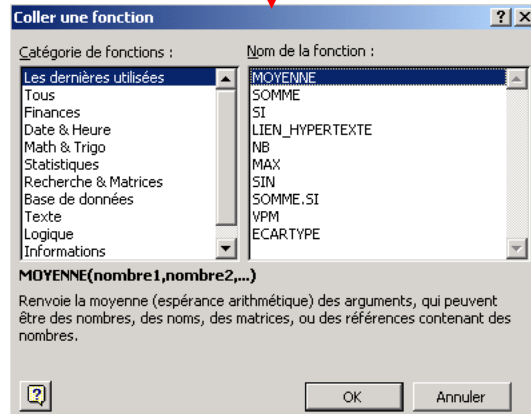 Coller une fonction
Catégorie de fonctions :
Les dernières utilisées
Tous
Finances
Date & Heure
Math & Trigo
Statistiques
Recherche & Matrices
Base de données
Texte
Logique
Informations
Nom de la fonction :
MOYENNE
SOMME
SI
LIEN_HYPERTEXTE
NB
MAX
SIN
SOMME.SI
VPM
ECARTYPE
MOYENNE(nombre1,nombre2,...)
Renvoie la moyenne (espérance arithmétique) des arguments, qui peuvent
être des nombres, des noms, des matrices, ou des références contenant des
nombres.
OK
Annuler